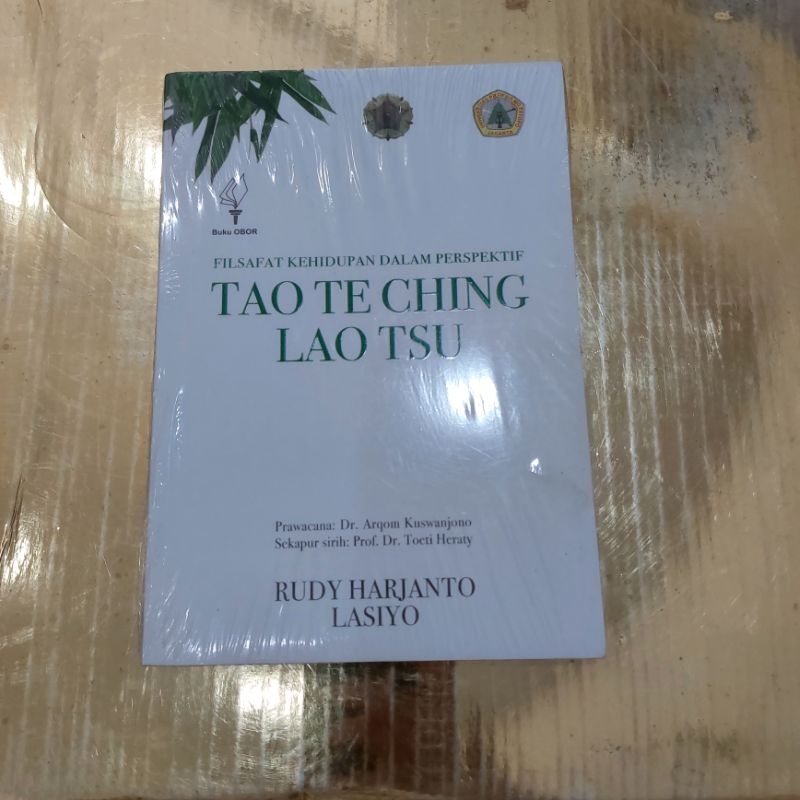 Buku OBOR
FILSAFAT KEHIDUPAN DALAM PERSPEKTIF
TAO TE CHING
LAO TSU
Prawacana: Dr. Arqom Kuswanjono
Sekapur sirih: Prof. Dr. Toeti Heraty
RUDY HARJANTO
LASIYO